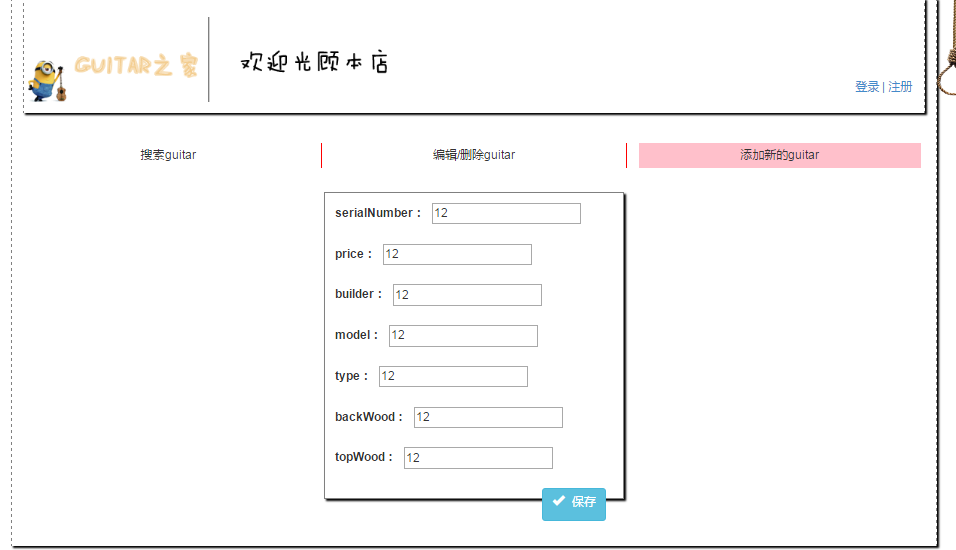 GUITAR之家
欢迎光顾本店
登录 | 注册
搜索guitar
编辑/删除guitar
添加新的guitar
serialNumber： 12
price： 12
builder： 12
model： 12
type： 12
backWood： 12
topWood： 12
保存